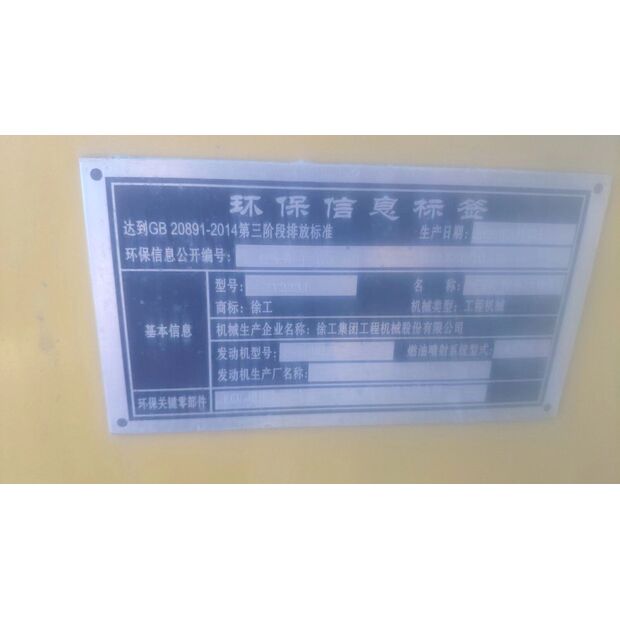 环保信息标签
达到GB 20891-2014第三阶段排放标准 生产日期:
环保信息公开编号:
基本信息
型号: 名 称:
商标: 徐工 机械类型: 工程机械
机械生产企业名称: 徐工集团工程机械股份有限公司
发动机型号: 燃油喷射系统型式:
发动机生产厂名称:
环保关键零部件